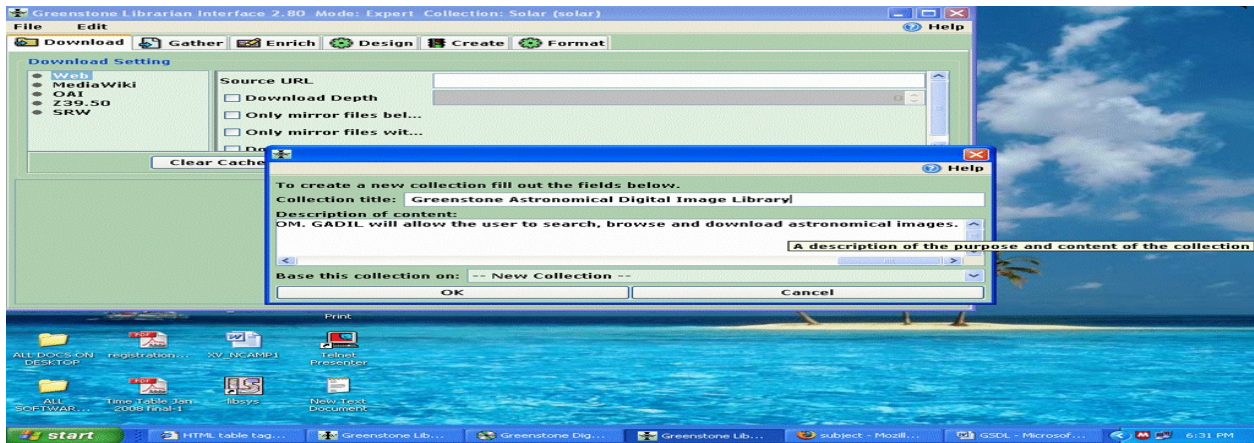 Greenstone Librarian Interface 2.80 Mode: Expert Collection: Solar (solar)
File Edit Help
Download Gather Enrich Design Create Format
Download Setting
Web
MediaWiki
OAI
Z39.50
SRW
Source URL
Download Depth 0
Only mirror files bel...
Only mirror files wit...
Clear Cache
Help
To create a new collection fill out the fields below.
Collection title: Greenstone Astronomical Digital Image Library
Description of content:
OM. GADIL will allow the user to search, browse and download astronomical images.
A description of the purpose and content of the collection
Base this collection on: -- New Collection --
OK Cancel
Print
ALL DOCS ON DESKTOP registration... XV_NCAMP1 Telnet Presenter
ALL SOFTWAR... Time Table Jan 2008 final-1 libsys New Text Document
start HTML table tag... Greenstone Lib... Greenstone Dig... Greenstone Lib... subject - Mozill... GSDL - Microsof... 6:31 PM